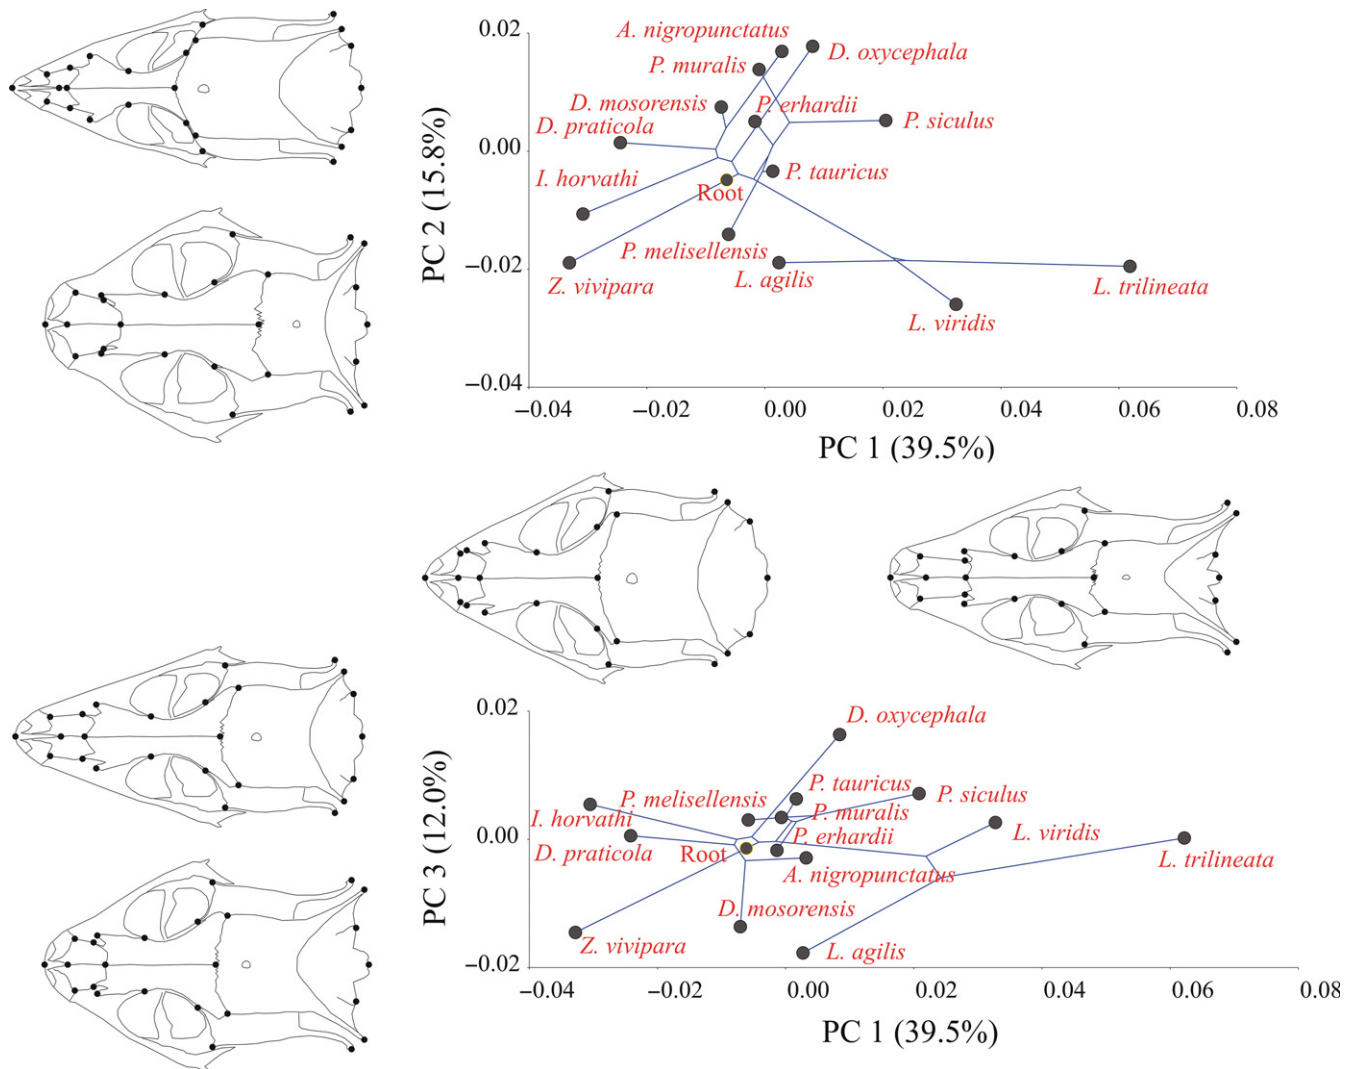 0.02
A. nigropunctatus
D. oxycephala
P. muralis
D. mosorensis
P. erhardii
P. siculus
D. praticola
0.00
P. tauricus
I. horvathi
Root
P. melisellensis
−0.02
Z. vivipara
L. agilis
L. trilineata
L. viridis
−0.04
PC 2 (15.8%)
−0.04 −0.02 0.00 0.02 0.04 0.06 0.08
PC 1 (39.5%)
0.02
D. oxycephala
P. tauricus
P. siculus
P. melisellensis
P. muralis
I. horvathi
L. viridis
0.00
P. erhardii
D. praticola
Root
L. trilineata
A. nigropunctatus
D. mosorensis
Z. vivipara
L. agilis
−0.02
PC 3 (12.0%)
−0.04 −0.02 0.00 0.02 0.04 0.06 0.08
PC 1 (39.5%)